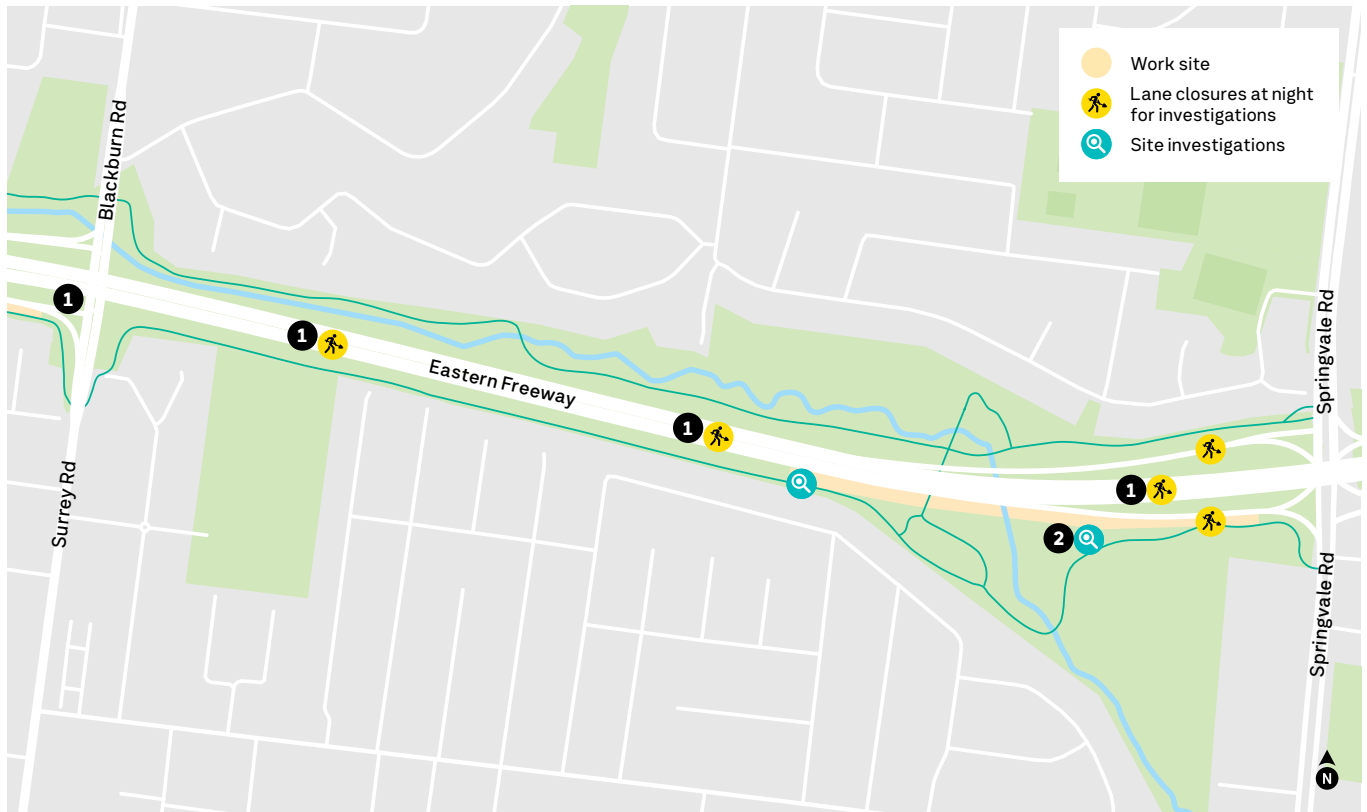 Work site
Lane closures at night
for investigations
Site investigations
Blackburn Rd
Springvale Rd
1
1
Eastern Freeway
1
1
2
Surrey Rd
Springvale Rd
N